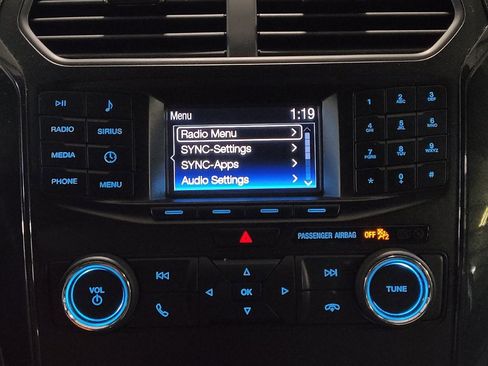 Menu 1:19
Radio Menu
SYNC-Settings
SYNC-Apps
Audio Settings
RADIO SIRIUS
MEDIA
PHONE MENU
1 2 ABC 3 DEF
4 GHI 5 JKL 6 MNO
7 PQRS 8 TUV 9 WXYZ
* 0 + #
PASSENGER AIRBAG OFF
VOL
OK
TUNE